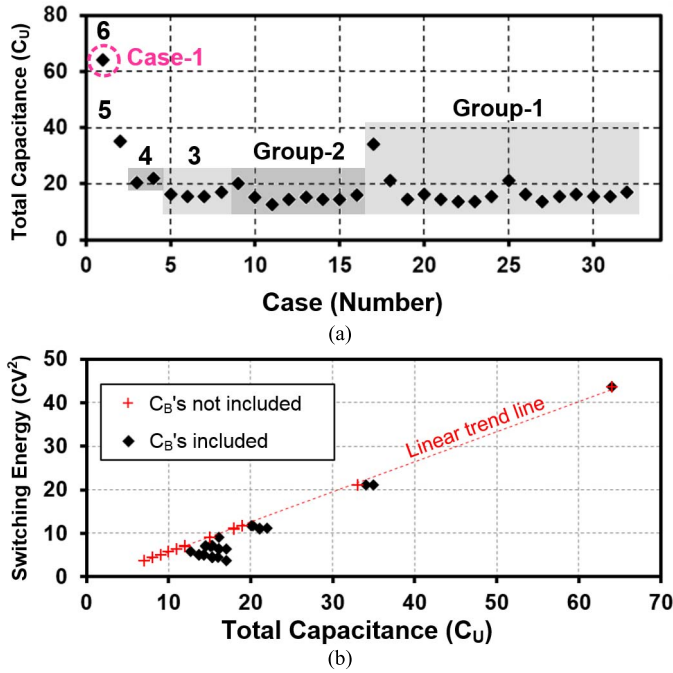 Total Capacitance (CU)
80
60
40
20
0
6
Case-1
5
4
3
Group-2
Group-1
0 5 10 15 20 25 30
Case (Number)
(a)
Switching Energy (CV²)
50
40
30
20
10
0
CB's not included
CB's included
Linear trend line
0 10 20 30 40 50 60 70
Total Capacitance (CU)
(b)